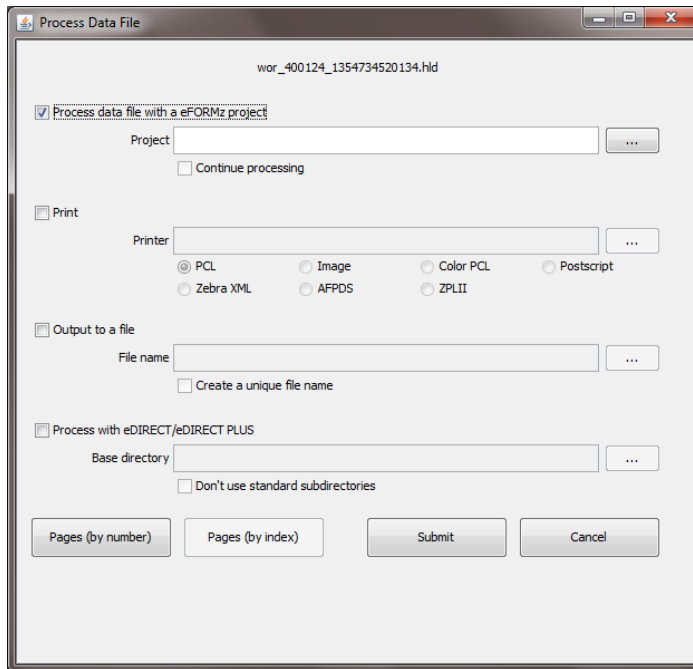 Process Data File
wor_400124_1354734520134.hld
Process data file with a eFORMz project
Project ...
Continue processing
Print
Printer ...
PCL Image Color PCL Postscript
Zebra XML AFPDS ZPLII
Output to a file
File name ...
Create a unique file name
Process with eDIRECT/eDIRECT PLUS
Base directory ...
Don't use standard subdirectories
Pages (by number) Pages (by index) Submit Cancel